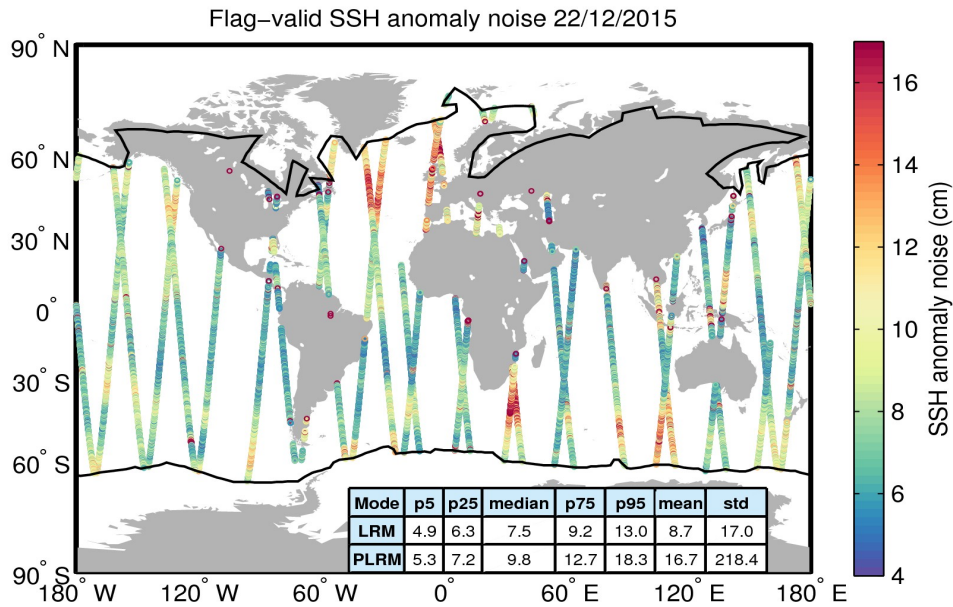 Flag−valid SSH anomaly noise 22/12/2015
90° N
60° N
30° N
0°
30° S
60° S
90° S
180° W
120° W
60° W
0°
60° E
120° E
180° E
16
14
12
10
8
6
4
SSH anomaly noise (cm)
Mode p5 p25 median p75 p95 mean std
LRM 4.9 6.3 7.5 9.2 13.0 8.7 17.0
PLRM 5.3 7.2 9.8 12.7 18.3 16.7 218.4